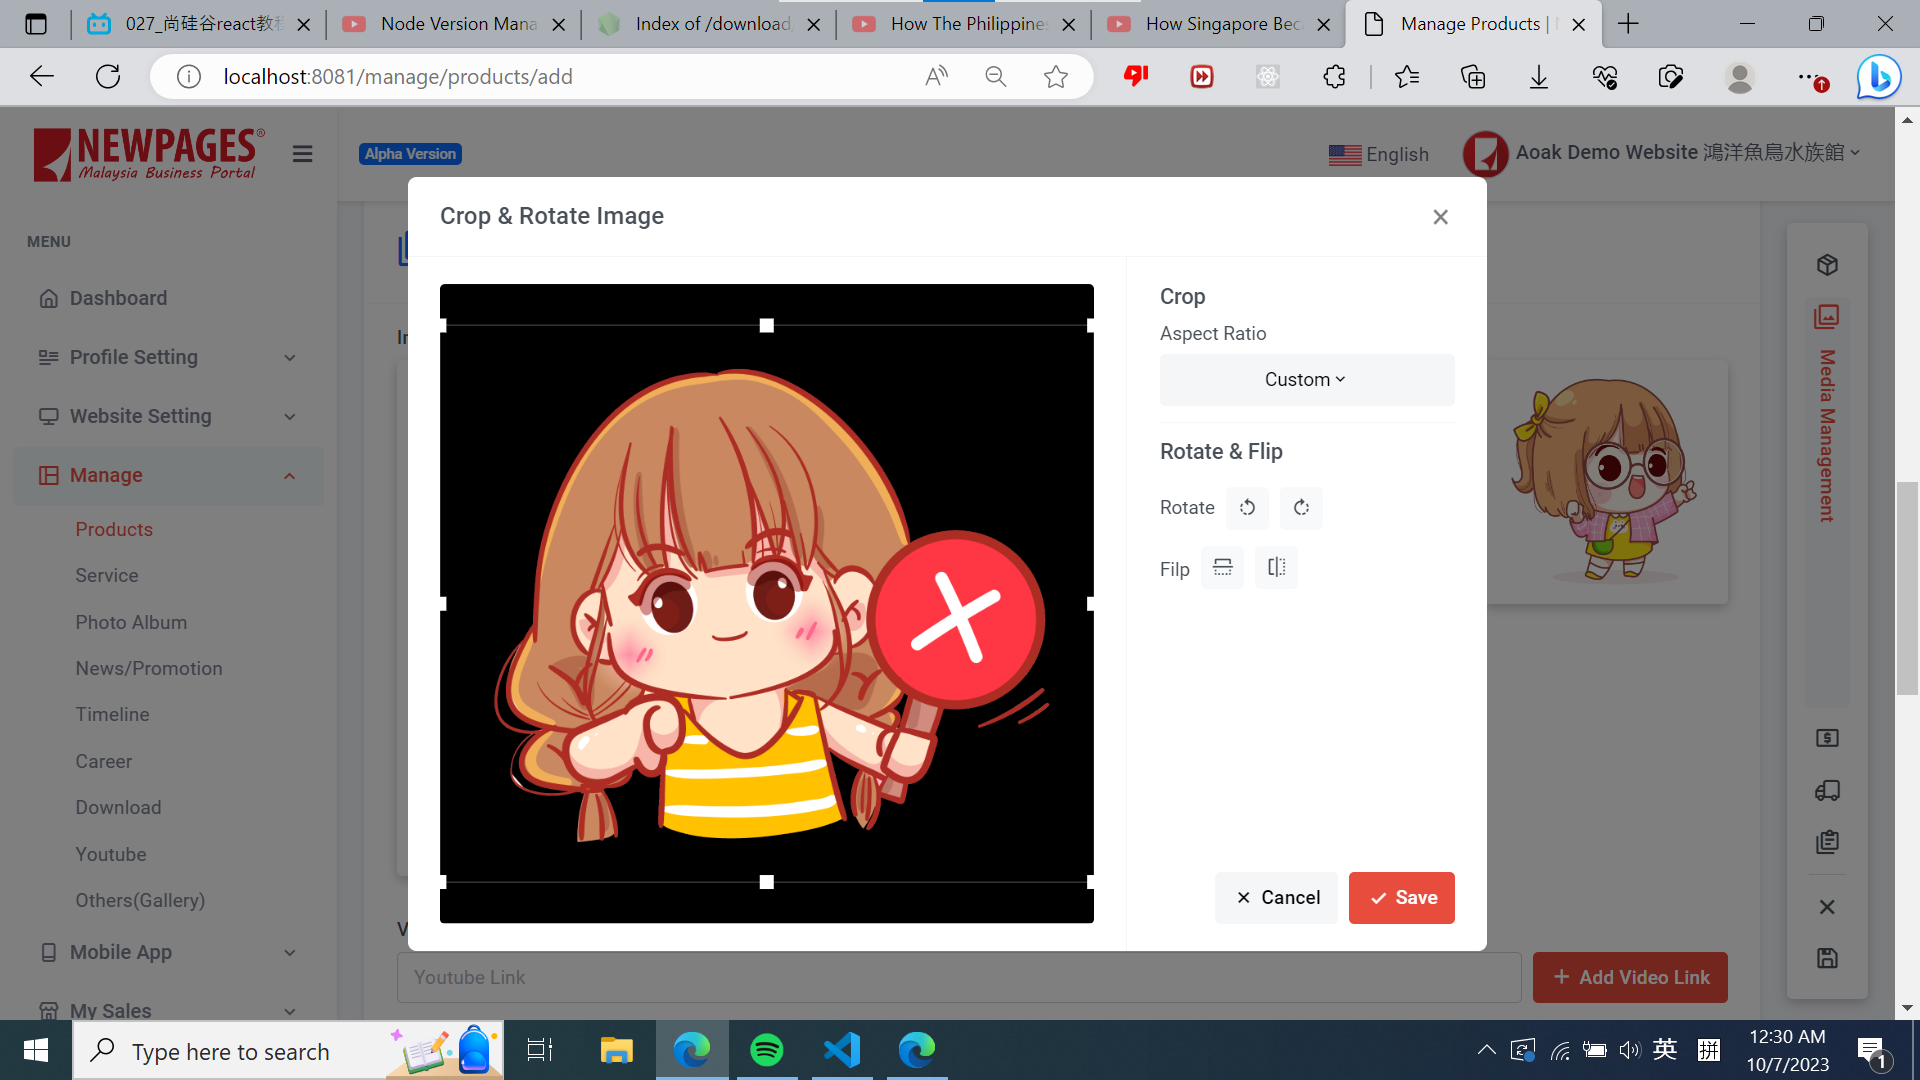 027_尚硅谷react教程
Node Version Mana
Index of /download
How The Philippines
How Singapore Bec
Manage Products |
localhost:8081/manage/products/add
NEWPAGES®
Malaysia Business Portal
Alpha Version
English
Aoak Demo Website 鴻洋魚鳥水族館
MENU
Dashboard
Profile Setting
Website Setting
Manage
Products
Service
Photo Album
News/Promotion
Timeline
Career
Download
Youtube
Others(Gallery)
Mobile App
My Sales
Crop & Rotate Image
Crop
Aspect Ratio
Custom
Rotate & Flip
Rotate
Filp
Cancel
Save
Media Management
Youtube Link
Add Video Link
Type here to search
英
拼
12:30 AM
10/7/2023
1